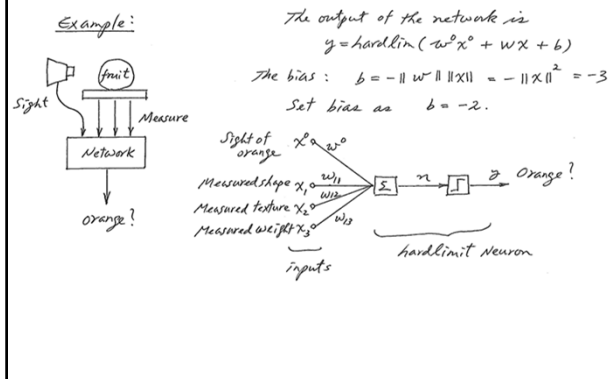 Example:
Sight
fruit
Measure
Network
orange?
The output of the network is
y = hardlim ( w⁰x⁰ + wx + b )
The bias : b = - || w || ||x|| = - ||x||² = -3
Set bias as b = -2.
Sight of orange x⁰ w⁰
Measured shape x₁ w₁₁
Measured texture x₂ w₁₂
Measured weight x₃ w₁₃
Σ n y Orange?
inputs
hardlimit Neuron